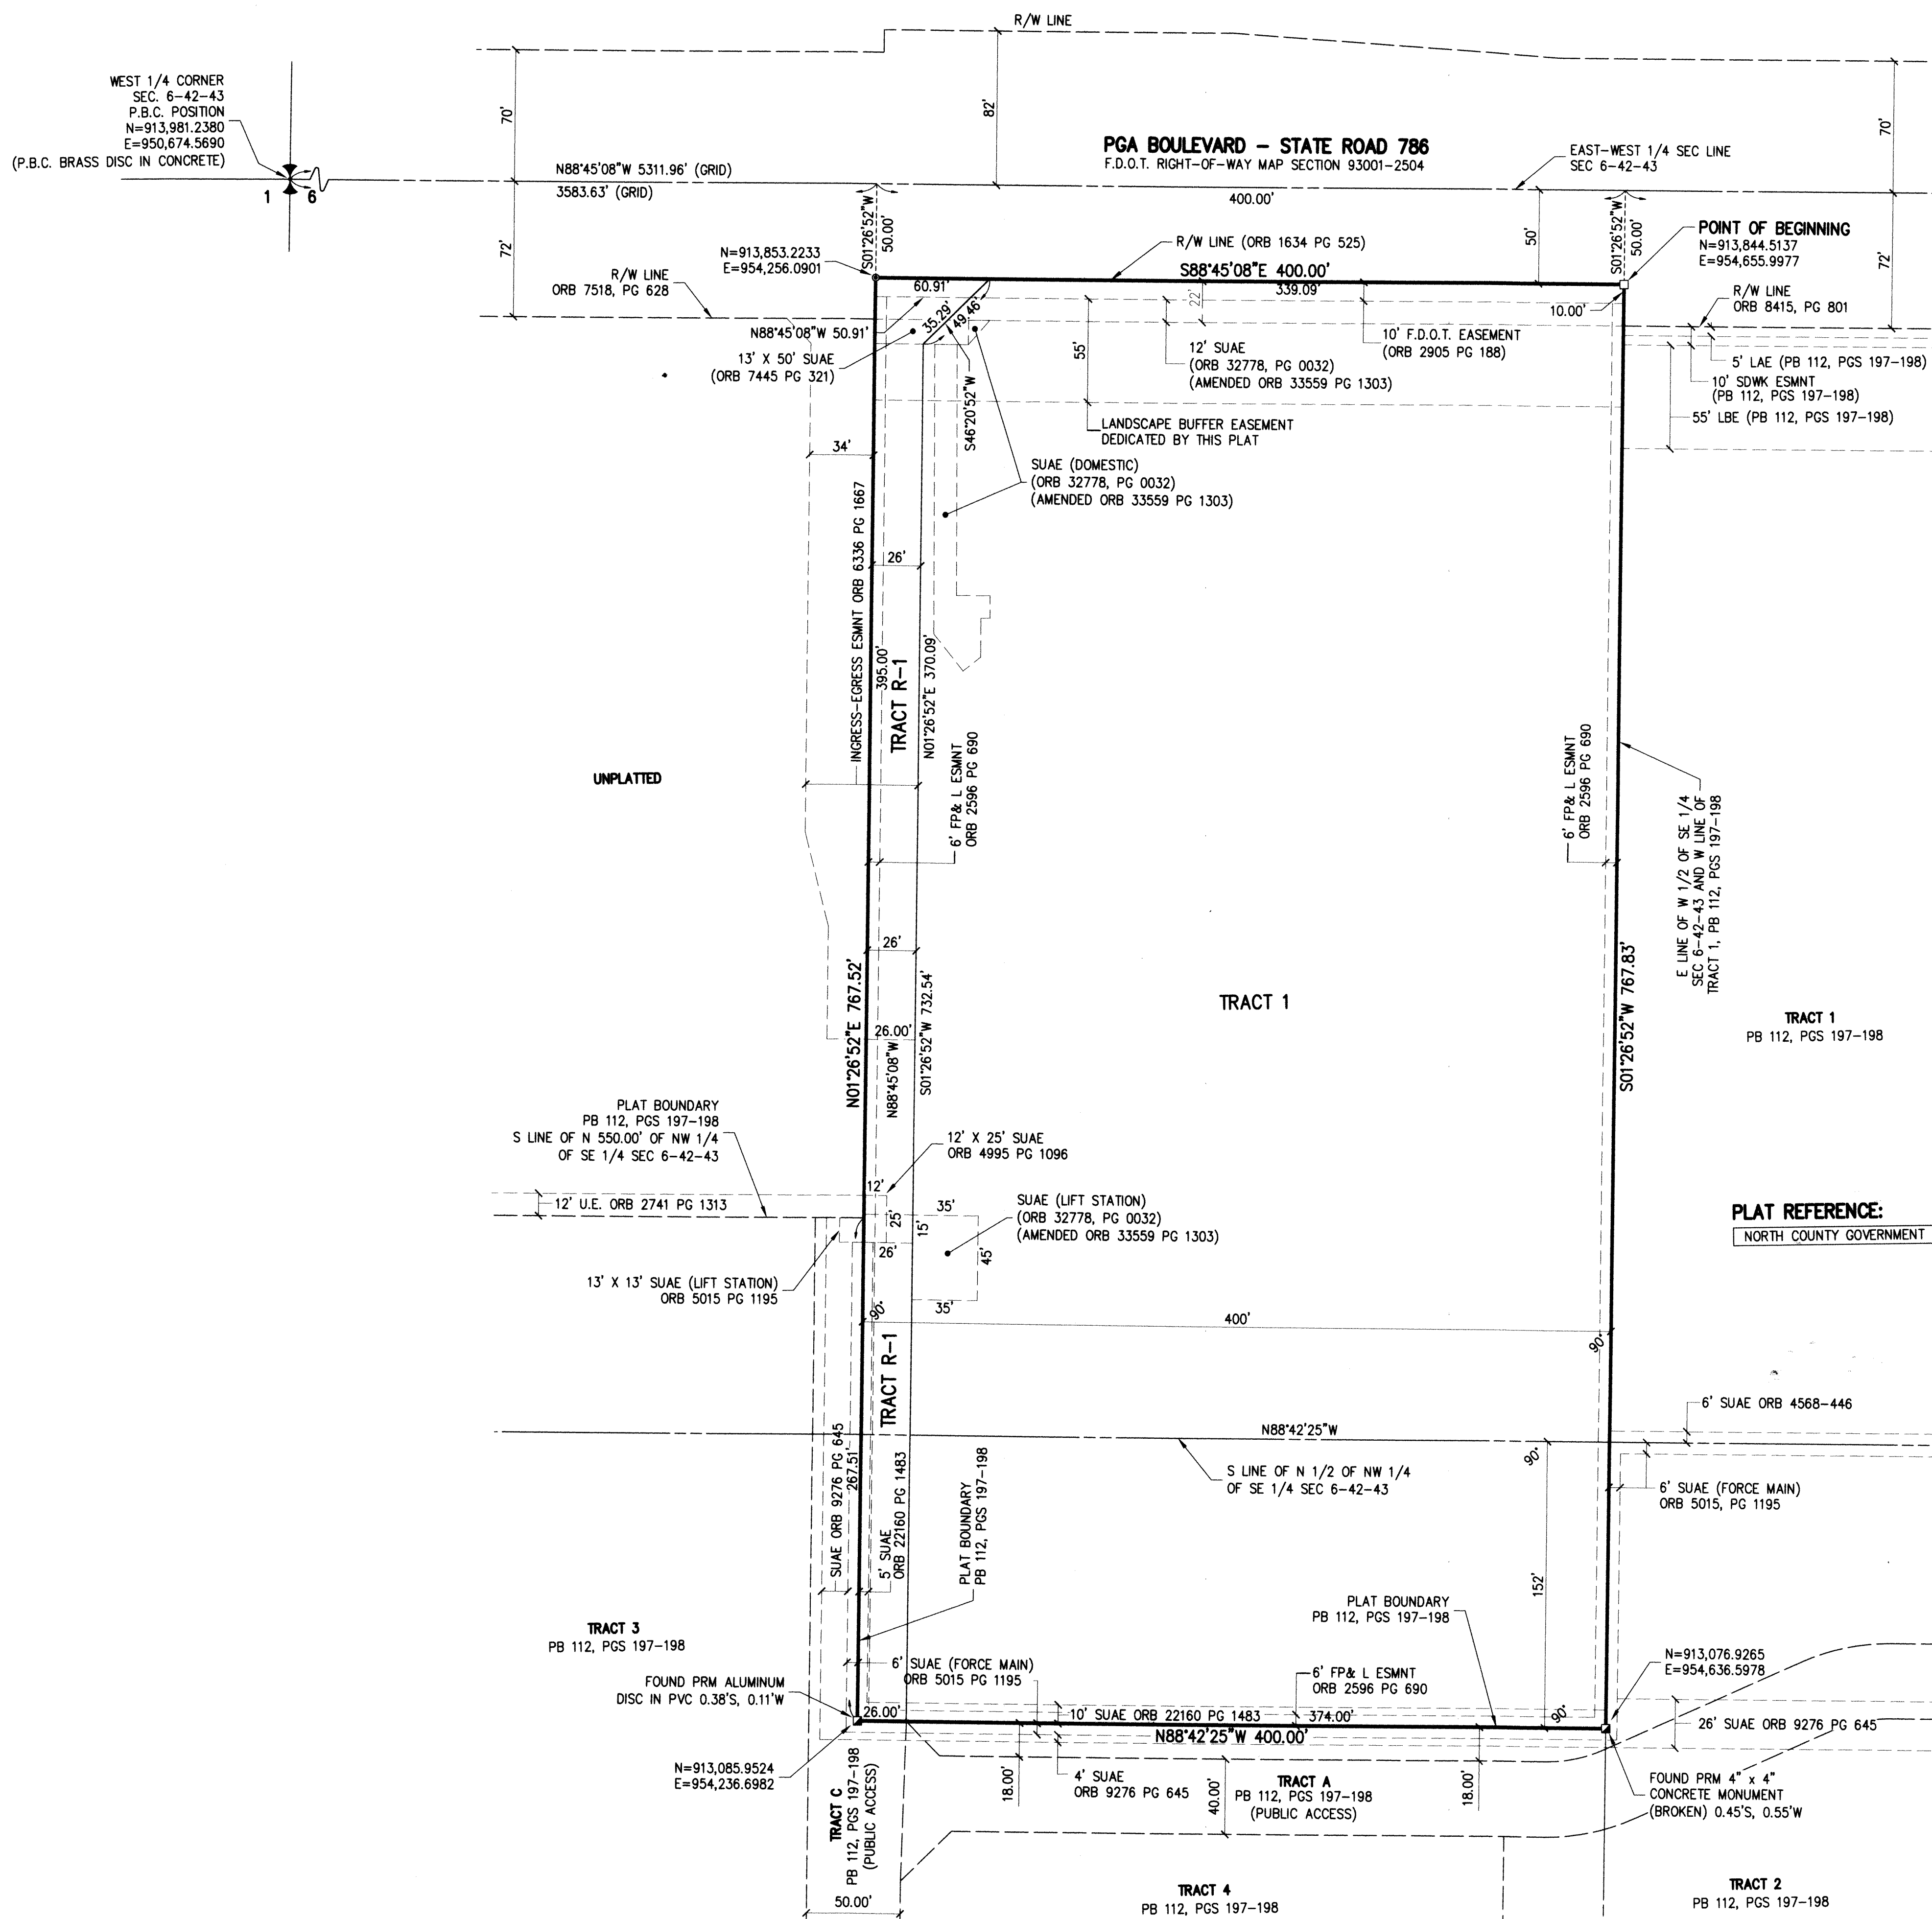 R/W LINE
WEST 1/4 CORNER
SEC. 6-42-43
P.B.C. POSITION
N=913,981.2380
E=950,674.5690
(P.B.C. BRASS DISC IN CONCRETE)
1 6
70'
82'
70'
PGA BOULEVARD – STATE ROAD 786
F.D.O.T. RIGHT-OF-WAY MAP SECTION 93001-2504
EAST-WEST 1/4 SEC LINE
SEC 6-42-43
N88°45'08"W 5311.96' (GRID)
3583.63' (GRID)
400.00'
72'
S01°26'52"W
50.00'
50'
S01°26'52"W
50.00'
72'
POINT OF BEGINNING
N=913,844.5137
E=954,655.9977
N=913,853.2233
E=954,256.0901
R/W LINE (ORB 1634 PG 525)
S88°45'08"E 400.00'
R/W LINE
ORB 7518, PG 628
60.91'
339.09'
22'
10.00'
R/W LINE
ORB 8415, PG 801
N88°45'08"W 50.91'
35.29'
49.46'
13' X 50' SUAE
(ORB 7445 PG 321)
S46°20'52"W
55'
12' SUAE
(ORB 32778, PG 0032)
(AMENDED ORB 33559 PG 1303)
10' F.D.O.T. EASEMENT
(ORB 2905 PG 188)
5' LAE (PB 112, PGS 197-198)
10' SDWK ESMNT
(PB 112, PGS 197-198)
55' LBE (PB 112, PGS 197-198)
LANDSCAPE BUFFER EASEMENT
DEDICATED BY THIS PLAT
34'
SUAE (DOMESTIC)
(ORB 32778, PG 0032)
(AMENDED ORB 33559 PG 1303)
INGRESS-EGRESS ESMNT ORB 6336 PG 1667
26'
395.00'
TRACT R-1
N01°26'52"E 370.09'
UNPLATTED
6' FP& L ESMNT
ORB 2596 PG 690
6' FP& L ESMNT
ORB 2596 PG 690
E LINE OF W 1/2 OF SE 1/4
SEC 6-42-43 AND W LINE OF
TRACT 1, PB 112, PGS 197-198
26'
N01°26'52"E 767.52'
26.00'
N88°45'08"W
S01°26'52"W 732.54'
TRACT 1
S01°26'52"W 767.83'
TRACT 1
PB 112, PGS 197-198
PLAT BOUNDARY
PB 112, PGS 197-198
S LINE OF N 550.00' OF NW 1/4
OF SE 1/4 SEC 6-42-43
12' X 25' SUAE
ORB 4995 PG 1096
12' U.E. ORB 2741 PG 1313
12'
25'
35'
15'
26'
45'
35'
SUAE (LIFT STATION)
(ORB 32778, PG 0032)
(AMENDED ORB 33559 PG 1303)
PLAT REFERENCE:
NORTH COUNTY GOVERNMENT
13' X 13' SUAE (LIFT STATION)
ORB 5015 PG 1195
90°
400'
90°
TRACT R-1
6' SUAE ORB 4568-446
N88°42'25"W
S LINE OF N 1/2 OF NW 1/4
OF SE 1/4 SEC 6-42-43
90°
6' SUAE (FORCE MAIN)
ORB 5015, PG 1195
SUAE ORB 9276 PG 645
267.51'
5' SUAE
ORB 22160 PG 1483
PLAT BOUNDARY
PB 112, PGS 197-198
152'
PLAT BOUNDARY
PB 112, PGS 197-198
TRACT 3
PB 112, PGS 197-198
FOUND PRM ALUMINUM
DISC IN PVC 0.38'S, 0.11'W
6' SUAE (FORCE MAIN)
ORB 5015 PG 1195
6' FP& L ESMNT
ORB 2596 PG 690
N=913,076.9265
E=954,636.5978
26.00'
10' SUAE ORB 22160 PG 1483
374.00'
90°
N88°42'25"W 400.00'
26' SUAE ORB 9276 PG 645
N=913,085.9524
E=954,236.6982
TRACT C
PB 112, PGS 197-198
(PUBLIC ACCESS)
18.00'
4' SUAE
ORB 9276 PG 645
40.00'
TRACT A
PB 112, PGS 197-198
(PUBLIC ACCESS)
18.00'
FOUND PRM 4" x 4"
CONCRETE MONUMENT
(BROKEN) 0.45'S, 0.55'W
50.00'
TRACT 4
PB 112, PGS 197-198
TRACT 2
PB 112, PGS 197-198